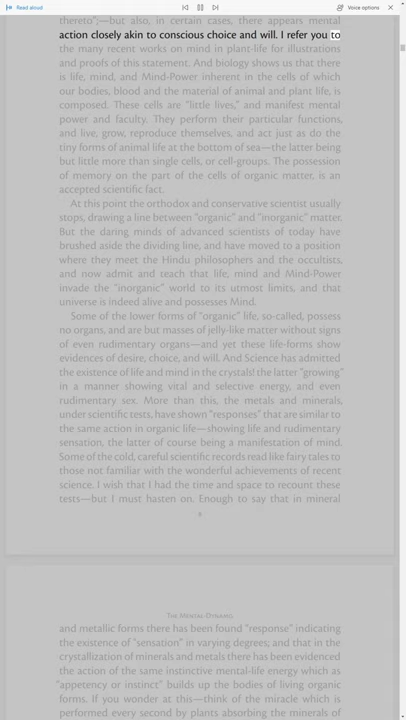 Read aloud
Voice options
thereto";—but also, in certain cases, there appears mental
action closely akin to conscious choice and will. I refer you to
the many recent works on mind in plant-life for illustrations
and proofs of this statement. And biology shows us that there
is life, mind, and Mind-Power inherent in the cells of which
our bodies, blood and the material of animal and plant life, is
composed. These cells are "little lives," and manifest mental
power and faculty. They perform their particular functions,
and live, grow, reproduce themselves, and act just as do the
tiny forms of animal life at the bottom of sea—the latter being
but little more than single cells, or cell-groups. The possession
of memory on the part of the cells of organic matter, is an
accepted scientific fact.
At this point the orthodox and conservative scientist usually
stops, drawing a line between "organic" and "inorganic" matter.
But the daring minds of advanced scientists of today have
brushed aside the dividing line, and have moved to a position
where they meet the Hindu philosophers and the occultists,
and now admit and teach that life, mind and Mind-Power
invade the "inorganic" world to its utmost limits, and that
universe is indeed alive and possesses Mind.
Some of the lower forms of "organic" life, so-called, possess
no organs, and are but masses of jelly-like matter without signs
of even rudimentary organs—and yet these life-forms show
evidences of desire, choice, and will. And Science has admitted
the existence of life and mind in the crystals! the latter "growing"
in a manner showing vital and selective energy, and even
rudimentary sex. More than this, the metals and minerals,
under scientific tests, have shown "responses" that are similar to
the same action in organic life—showing life and rudimentary
sensation, the latter of course being a manifestation of mind.
Some of the cold, careful scientific records read like fairy tales to
those not familiar with the wonderful achievements of recent
science. I wish that I had the time and space to recount these
tests—but I must hasten on. Enough to say that in mineral
The Mental Dynamo
and metallic forms there has been found "response" indicating
the existence of "sensation" in varying degrees; and that in the
crystallization of minerals and metals there has been evidenced
the action of the same instinctive mental-life energy which as
"appetency or instinct" builds up the bodies of living organic
forms. If you wonder at this—think of the miracle which is
performed every second by plants absorbing the minerals of